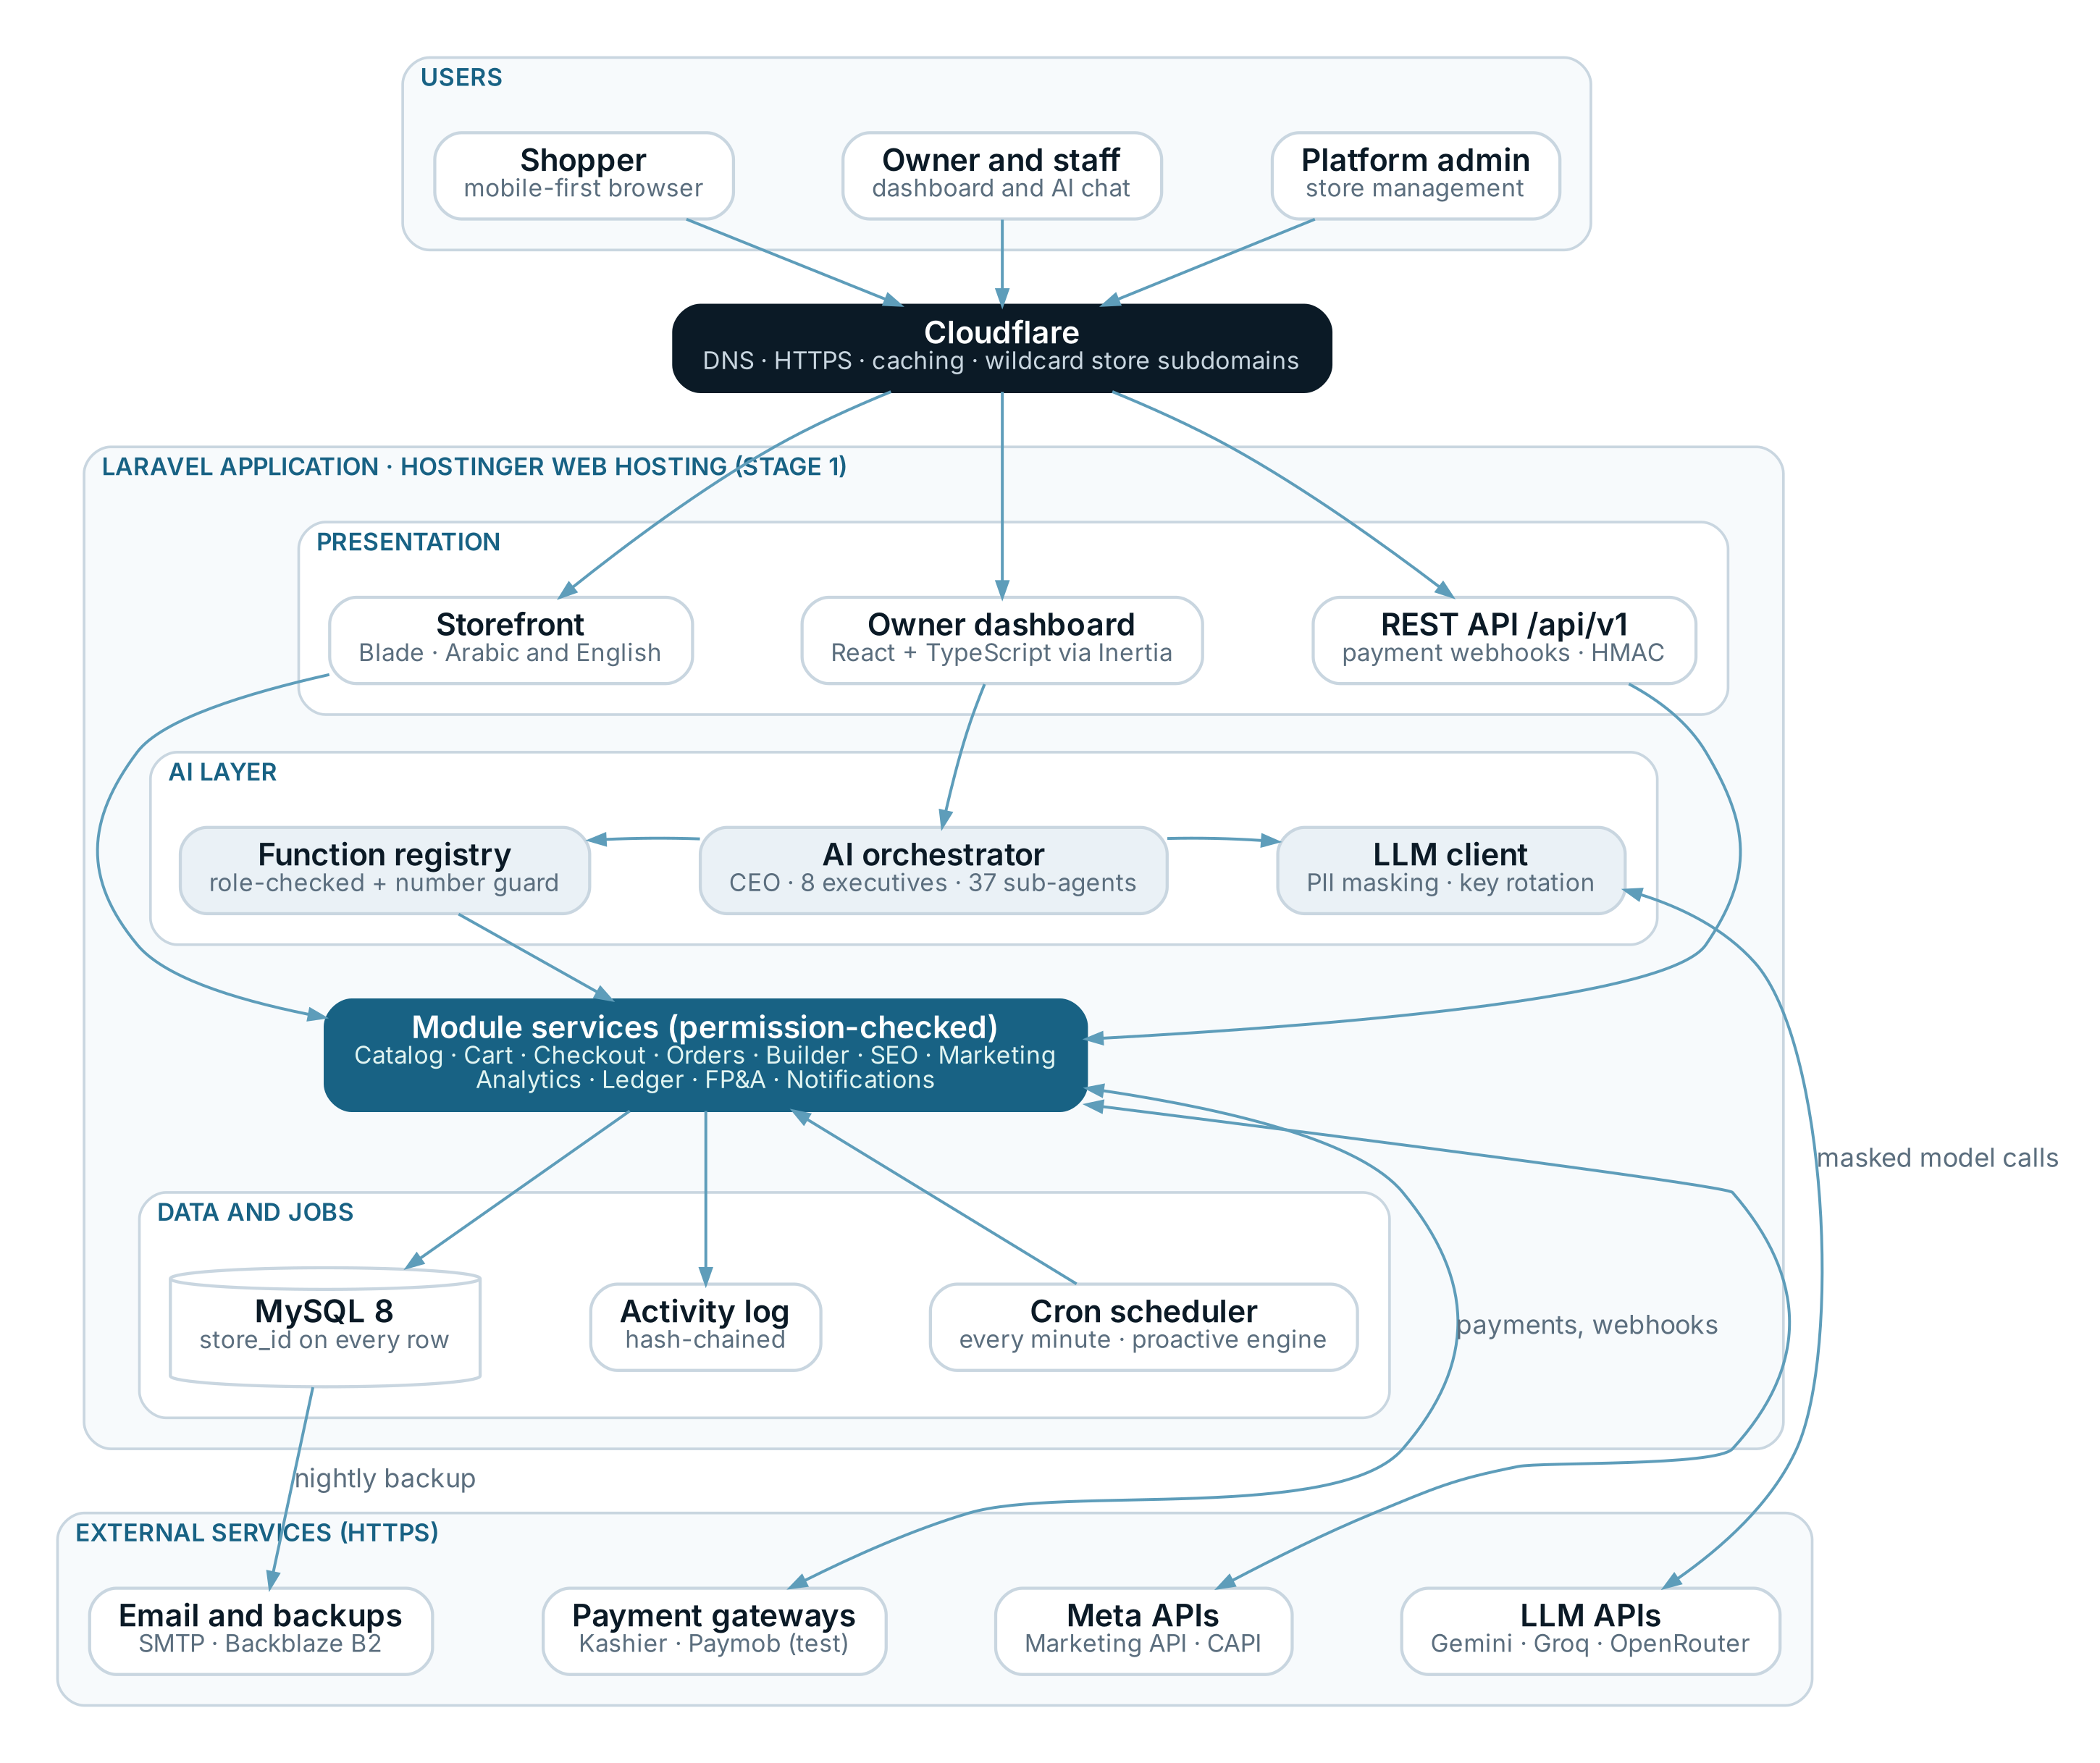 USERS
Shopper
mobile-first browser
Owner and staff
dashboard and AI chat
Platform admin
store management
Cloudflare
DNS · HTTPS · caching · wildcard store subdomains
LARAVEL APPLICATION · HOSTINGER WEB HOSTING (STAGE 1)
PRESENTATION
Storefront
Blade · Arabic and English
Owner dashboard
React + TypeScript via Inertia
REST API /api/v1
payment webhooks · HMAC
AI LAYER
Function registry
role-checked + number guard
AI orchestrator
CEO · 8 executives · 37 sub-agents
LLM client
PII masking · key rotation
Module services (permission-checked)
Catalog · Cart · Checkout · Orders · Builder · SEO · Marketing
Analytics · Ledger · FP&A · Notifications
masked model calls
DATA AND JOBS
MySQL 8
store_id on every row
Activity log
hash-chained
Cron scheduler
every minute · proactive engine
payments, webhooks
nightly backup
EXTERNAL SERVICES (HTTPS)
Email and backups
SMTP · Backblaze B2
Payment gateways
Kashier · Paymob (test)
Meta APIs
Marketing API · CAPI
LLM APIs
Gemini · Groq · OpenRouter